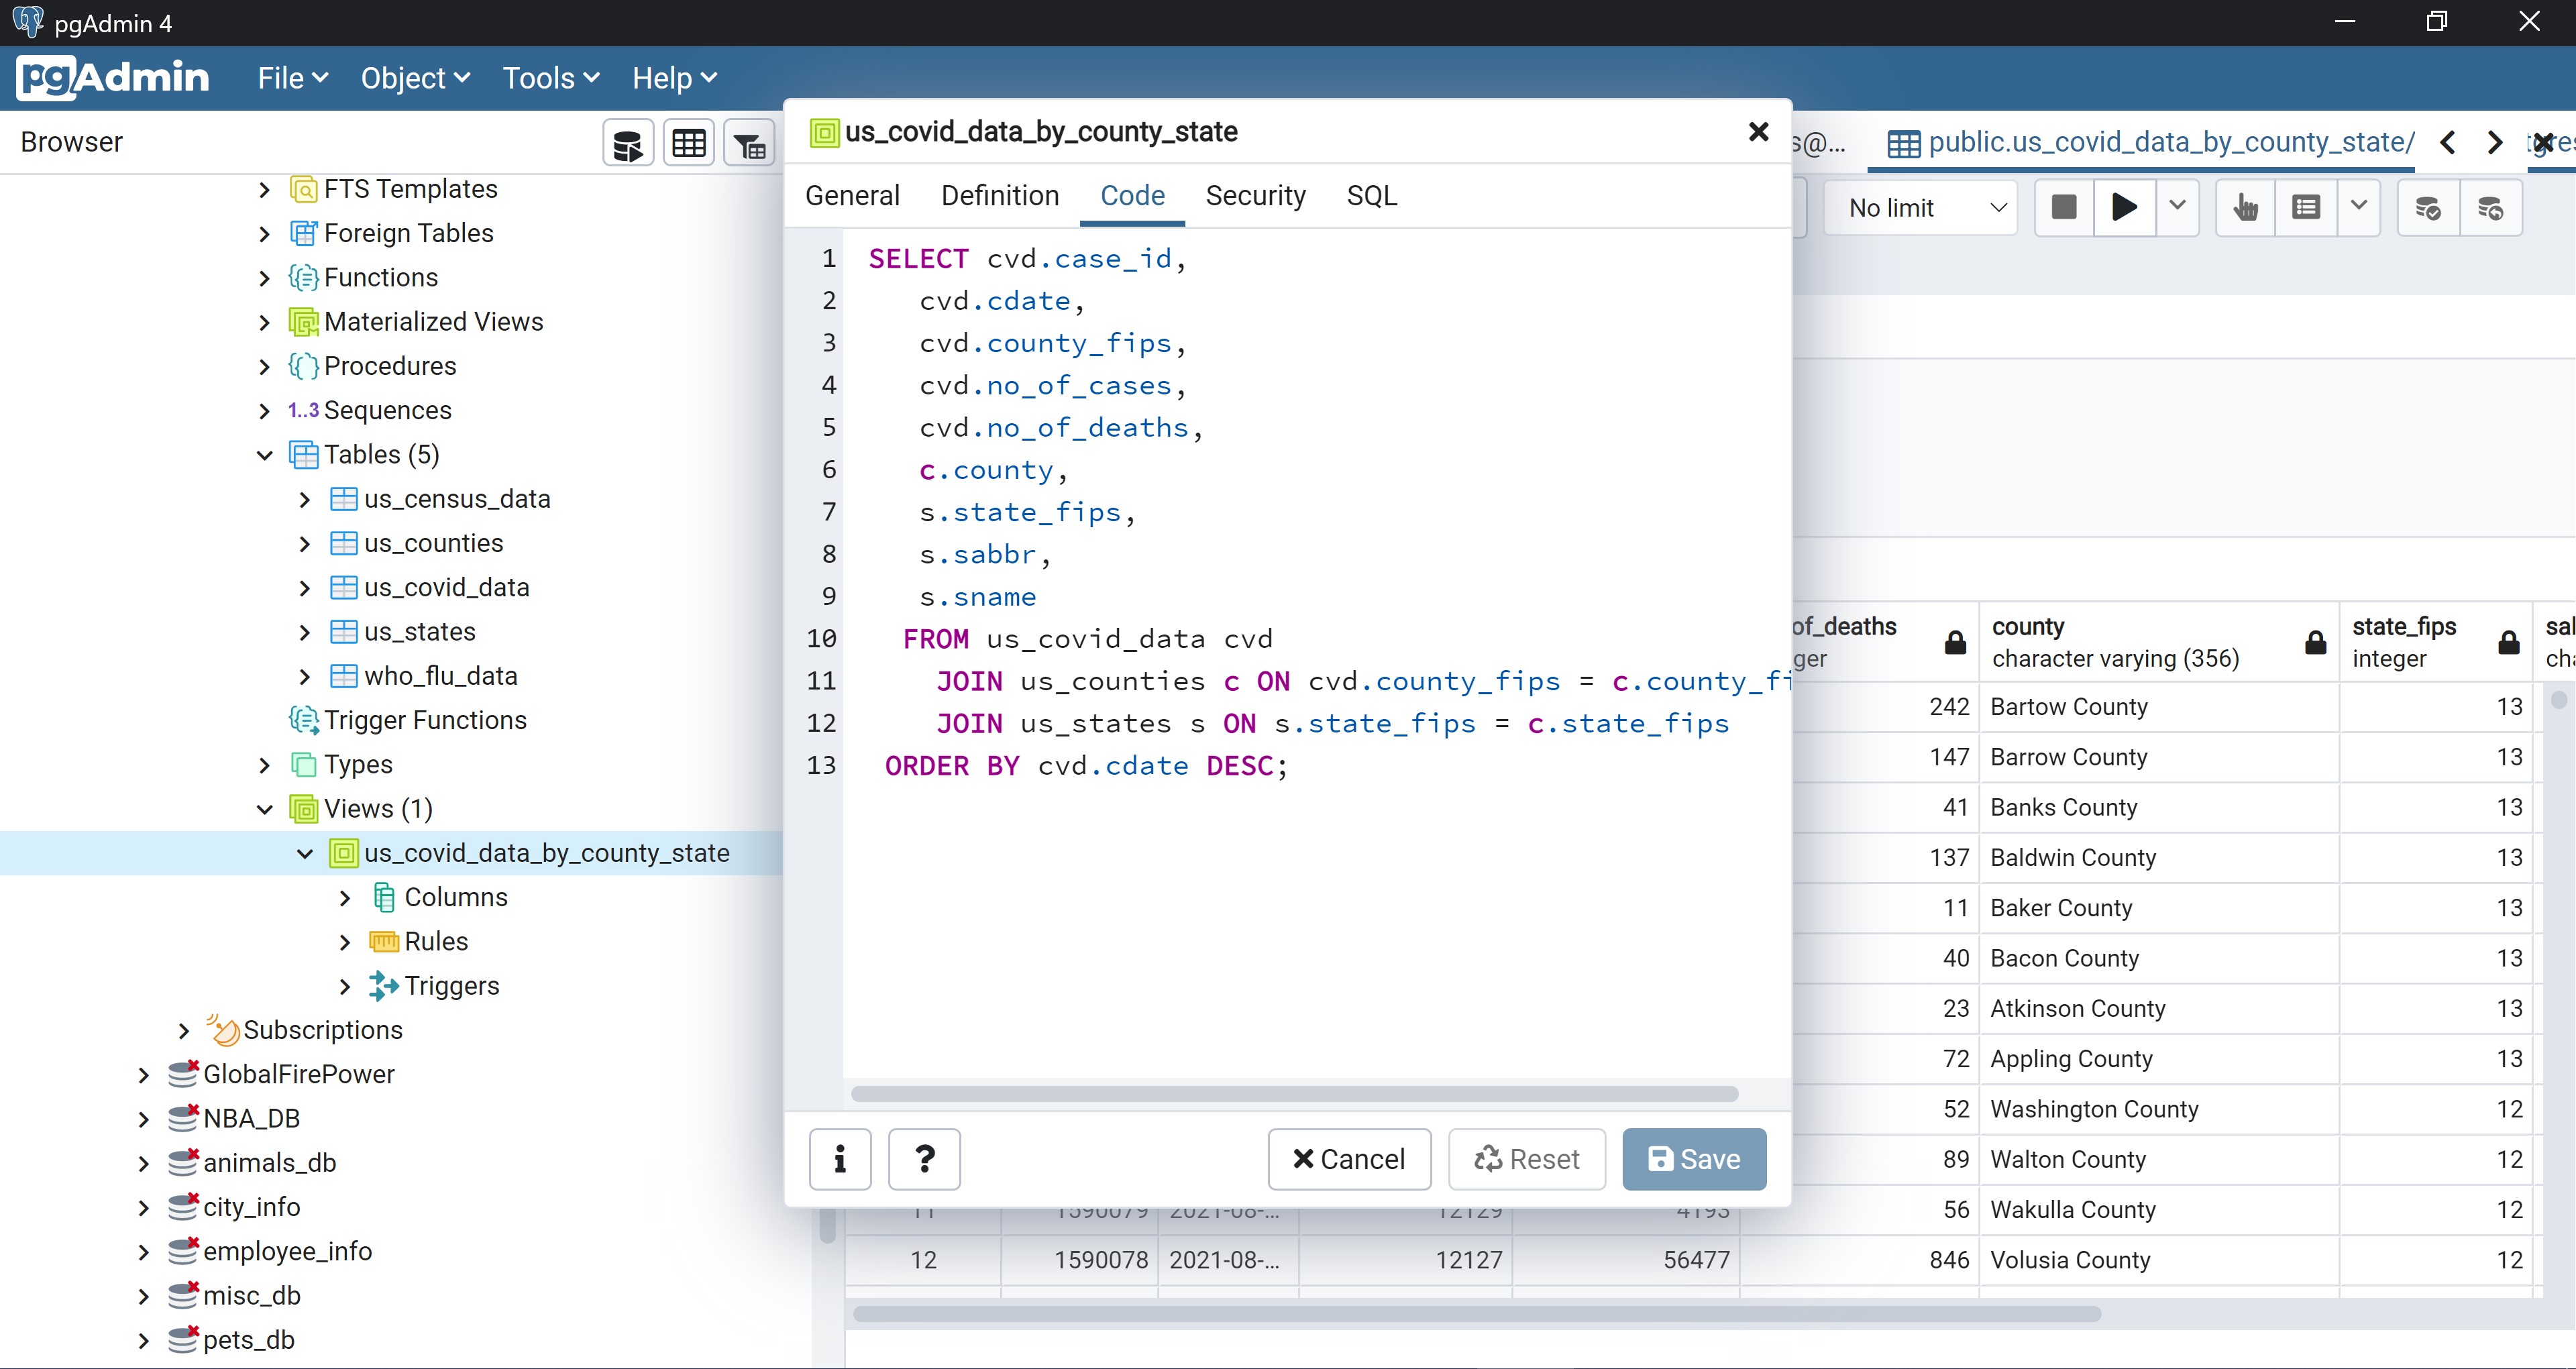 pgAdmin 4
pgAdmin File Object Tools Help
Browser
FTS Templates
Foreign Tables
Functions
Materialized Views
Procedures
1..3 Sequences
Tables (5)
us_census_data
us_counties
us_covid_data
us_states
who_flu_data
Trigger Functions
Types
Views (1)
us_covid_data_by_county_state
Columns
Rules
Triggers
Subscriptions
GlobalFirePower
NBA_DB
animals_db
city_info
employee_info
misc_db
pets_db
us_covid_data_by_county_state
General Definition Code Security SQL
1 SELECT cvd.case_id,
2 cvd.cdate,
3 cvd.county_fips,
4 cvd.no_of_cases,
5 cvd.no_of_deaths,
6 c.county,
7 s.state_fips,
8 s.sabbr,
9 s.sname
10 FROM us_covid_data cvd
11 JOIN us_counties c ON cvd.county_fips = c.county_fi
12 JOIN us_states s ON s.state_fips = c.state_fips
13 ORDER BY cvd.cdate DESC;
i ? Cancel Reset Save
s@... public.us_covid_data_by_county_state/
No limit
of_deaths county state_fips
ger character varying (356) integer
242 Bartow County 13
147 Barrow County 13
41 Banks County 13
137 Baldwin County 13
11 Baker County 13
40 Bacon County 13
23 Atkinson County 13
72 Appling County 13
52 Washington County 12
89 Walton County 12
11 1590079 2021-08-... 12129 4193 56 Wakulla County 12
12 1590078 2021-08-... 12127 56477 846 Volusia County 12